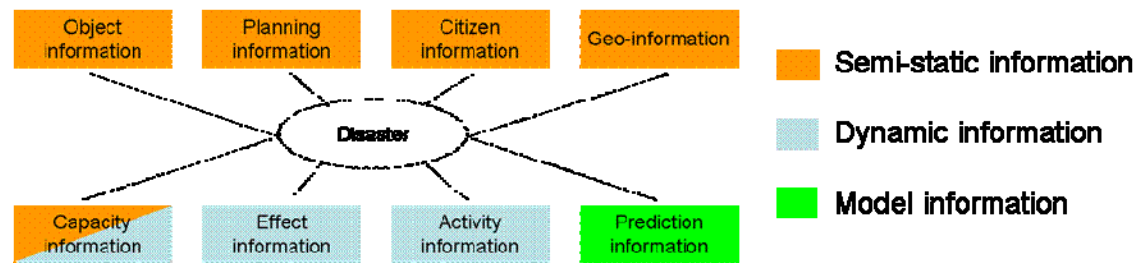 Object
information
Planning
information
Citizen
information
Geo-information
Disaster
Capacity
information
Effect
information
Activity
information
Prediction
information
Semi-static information
Dynamic information
Model information